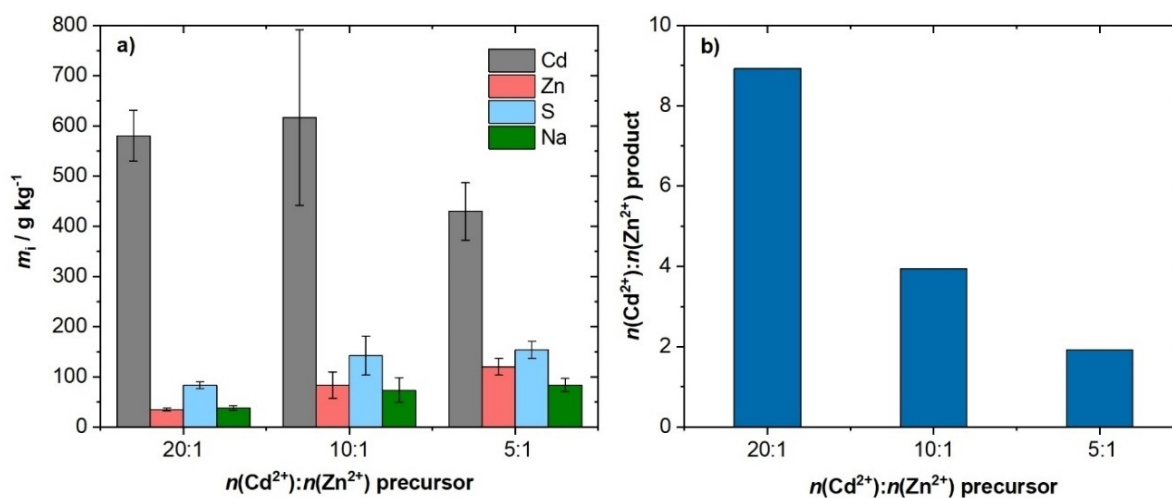 a)
Cd
Zn
S
Na
800
700
600
500
400
300
200
100
0
20:1
10:1
5:1
mᵢ / g kg⁻¹
n(Cd²⁺):n(Zn²⁺) precursor
b)
10
8
6
4
2
0
20:1
10:1
5:1
n(Cd²⁺):n(Zn²⁺) product
n(Cd²⁺):n(Zn²⁺) precursor